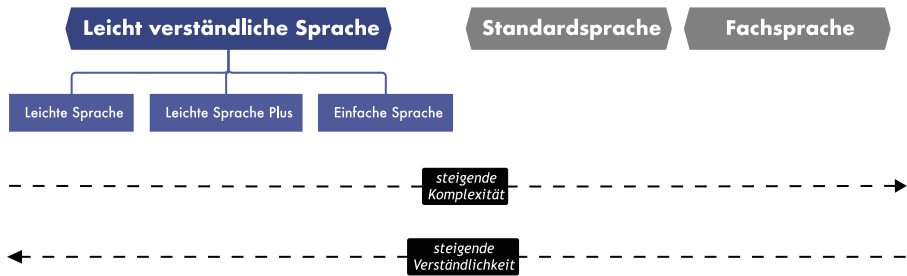 Leicht verständliche Sprache
Standardsprache
Fachsprache
Leichte Sprache
Leichte Sprache Plus
Einfache Sprache
steigende
Komplexität
steigende
Verständlichkeit